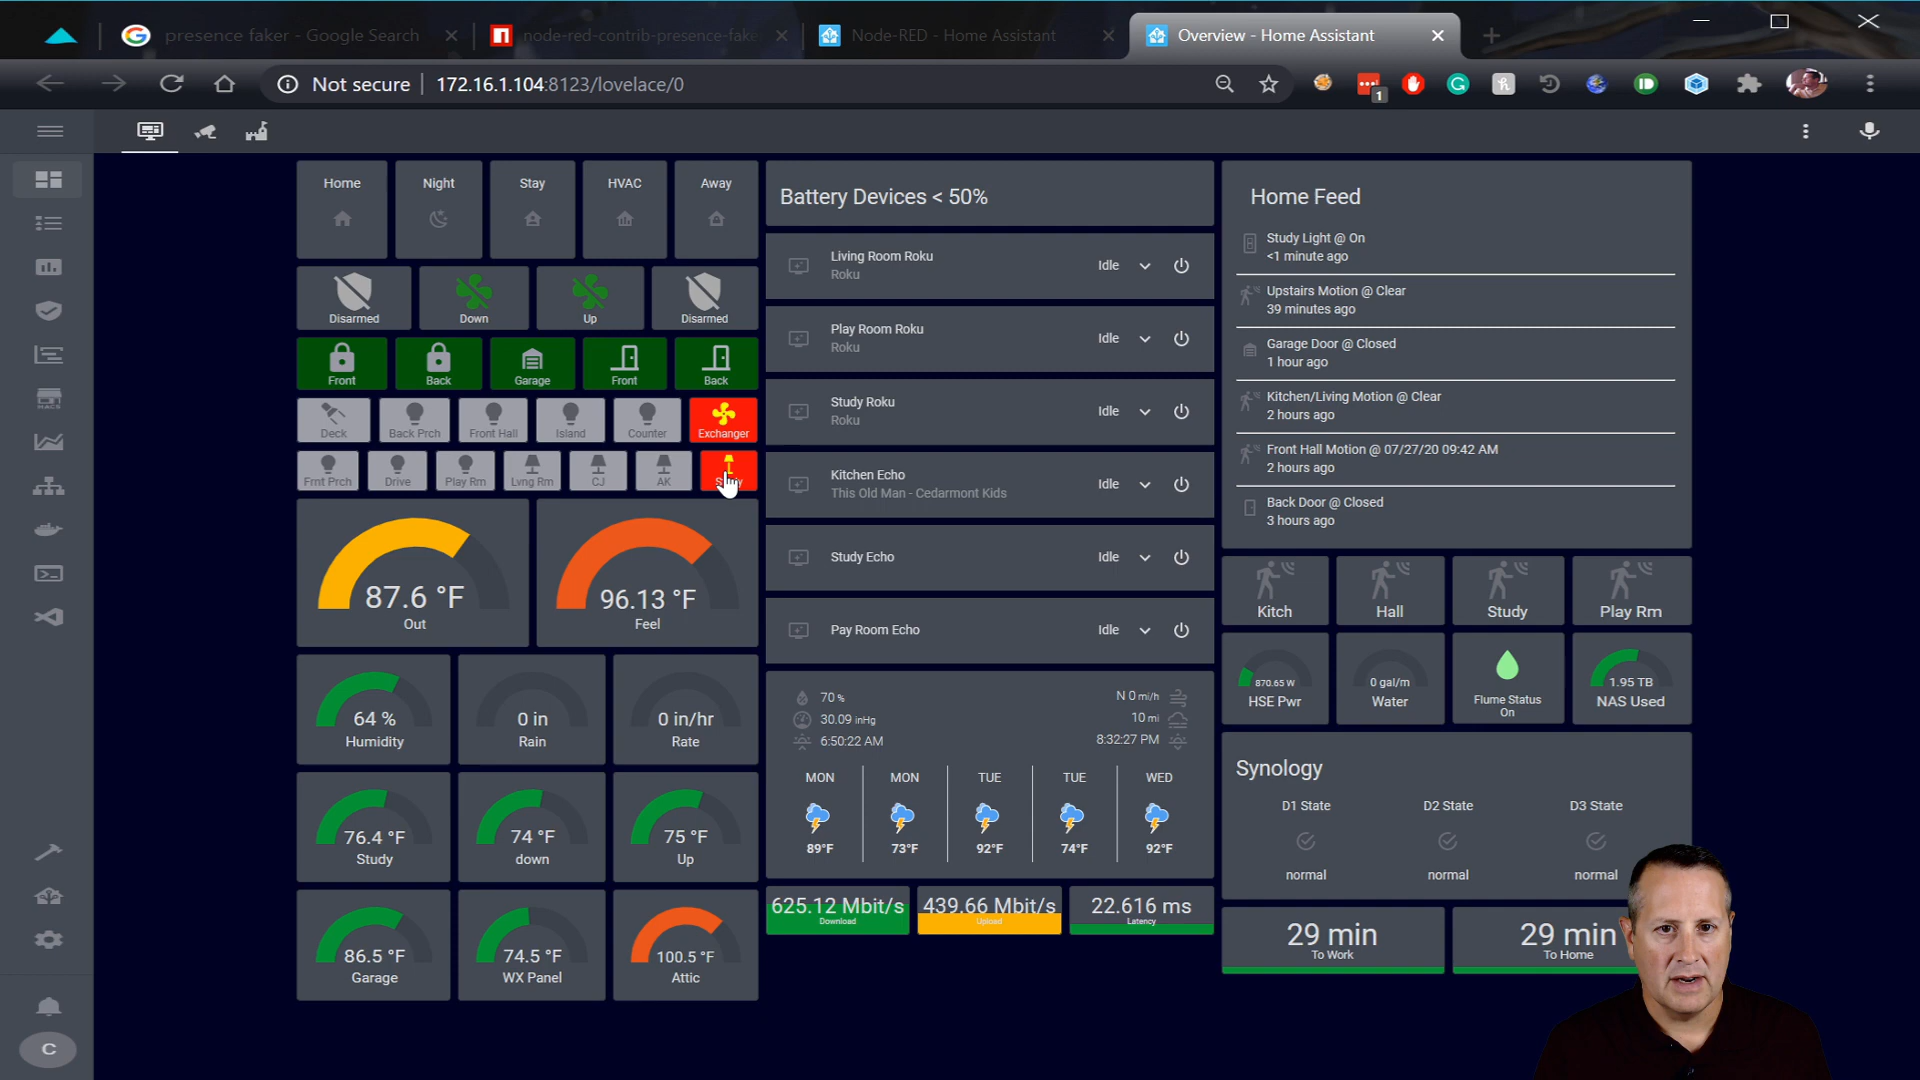 presence faker - Google Search
node-red-contrib-presence-fake
Node-RED - Home Assistant
Overview - Home Assistant
Not secure
172.16.1.104:8123/lovelace/0
1
Home
Night
Stay
HVAC
Away
Disarmed
Down
Up
Disarmed
Front
Back
Garage
Front
Back
Deck
Back Prch
Front Hall
Island
Counter
Exchanger
Frnt Prch
Drive
Play Rm
Lvng Rm
CJ
AK
87.6 °F
Out
96.13 °F
Feel
64 %
Humidity
0 in
Rain
0 in/hr
Rate
76.4 °F
Study
74 °F
down
75 °F
Up
86.5 °F
Garage
74.5 °F
WX Panel
100.5 °F
Attic
Battery Devices < 50%
Living Room Roku
Roku
Idle
Play Room Roku
Roku
Idle
Study Roku
Roku
Idle
Kitchen Echo
This Old Man - Cedarmont Kids
Idle
Study Echo
Idle
Pay Room Echo
Idle
70 %
N 0 mi/h
30.09 inHg
10 mi
6:50:22 AM
8:32:27 PM
MON
MON
TUE
TUE
WED
89°F
73°F
92°F
74°F
92°F
625.12 Mbit/s
Download
439.66 Mbit/s
Upload
22.616 ms
Latency
Home Feed
Study Light @ On
<1 minute ago
Upstairs Motion @ Clear
39 minutes ago
Garage Door @ Closed
1 hour ago
Kitchen/Living Motion @ Clear
2 hours ago
Front Hall Motion @ 07/27/20 09:42 AM
2 hours ago
Back Door @ Closed
3 hours ago
Kitch
Hall
Study
Play Rm
870.65 W
HSE Pwr
0 gal/m
Water
Flume Status
On
1.95 TB
NAS Used
Synology
D1 State
D2 State
D3 State
normal
normal
normal
29 min
To Work
29 min
To Home
HACS
C